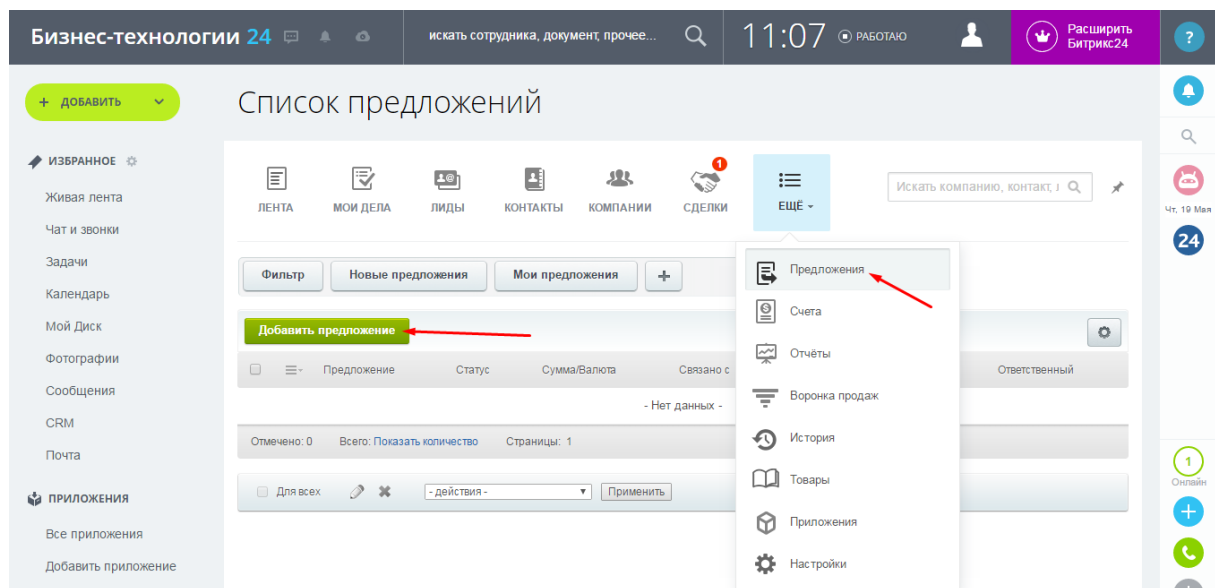 Бизнес-технологии 24
искать сотрудника, документ, прочее...
11:07
РАБОТАЮ
Расширить
Битрикс24
?
+ ДОБАВИТЬ
Список предложений
ИЗБРАННОЕ
Живая лента
Чат и звонки
Задачи
Календарь
Мой Диск
Фотографии
Сообщения
CRM
Почта
ПРИЛОЖЕНИЯ
Все приложения
Добавить приложение
ЛЕНТА
МОИ ДЕЛА
ЛИДЫ
КОНТАКТЫ
КОМПАНИИ
1
СДЕЛКИ
ЕЩЁ
Искать компанию, контакт,
Фильтр
Новые предложения
Мои предложения
+
Добавить предложение
Предложение Статус Сумма/Валюта Связано с Ответственный
- Нет данных -
Отмечено: 0 Всего: Показать количество Страницы: 1
Для всех
- действия -
Применить
Предложения
Счета
Отчёты
Воронка продаж
История
Товары
Приложения
Настройки
Чт, 19 Мая
24
1
Онлайн